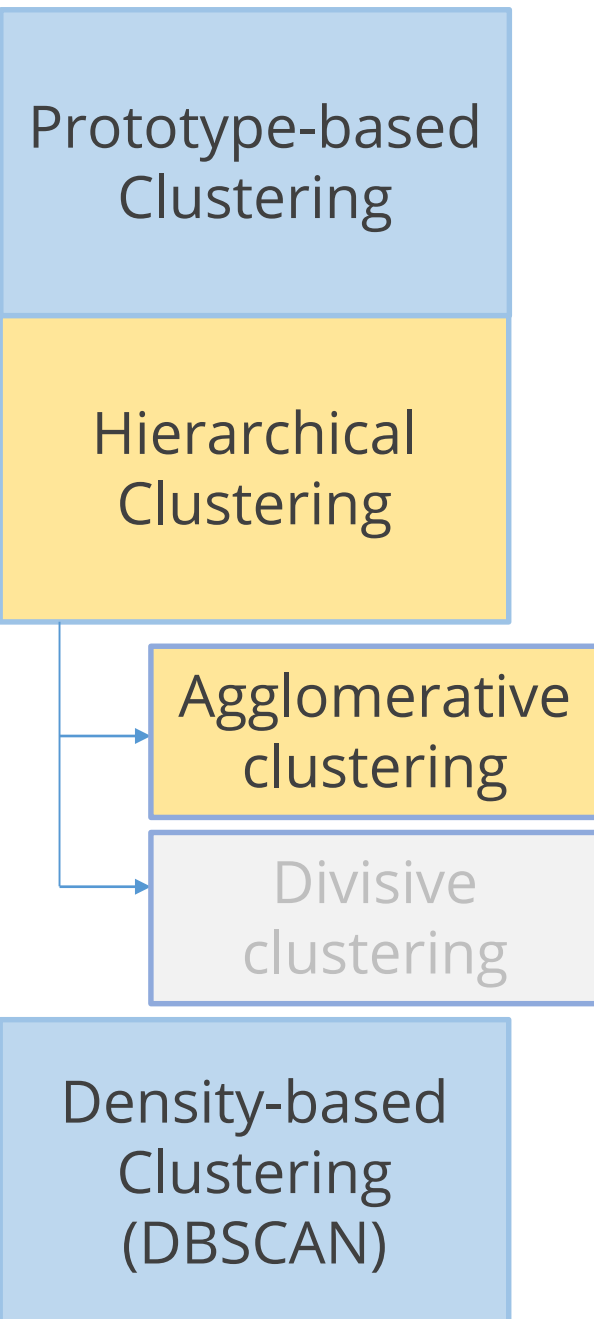 Prototype-based
Clustering
Hierarchical
Clustering
Agglomerative
clustering
Divisive
clustering
Density-based
Clustering
(DBSCAN)